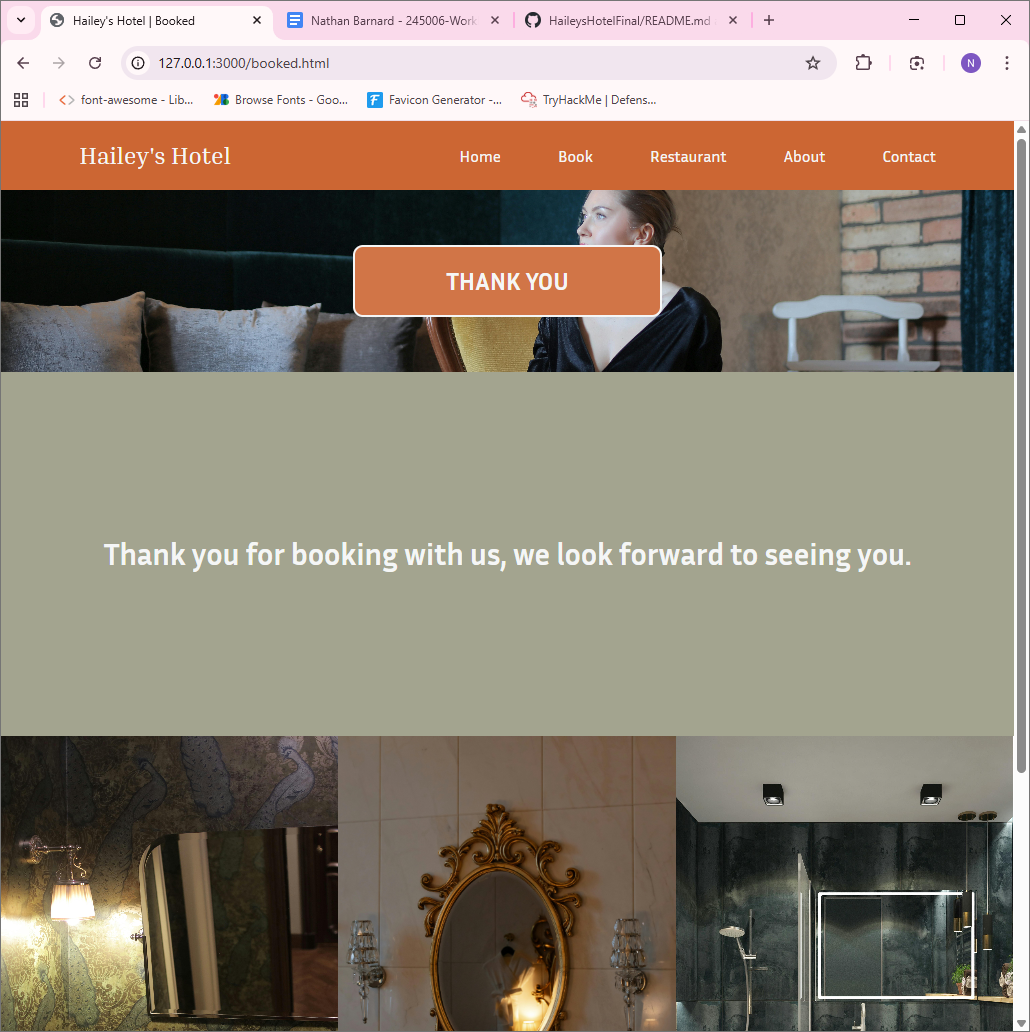 Hailey's Hotel | Booked
Nathan Barnard - 245006-Work
HaileysHotelFinal/README.md
127.0.0.1:3000/booked.html
N
font-awesome - Lib...
Browse Fonts - Goo...
Favicon Generator -...
TryHackMe | Defens...
Hailey's Hotel
Home
Book
Restaurant
About
Contact
THANK YOU
Thank you for booking with us, we look forward to seeing you.